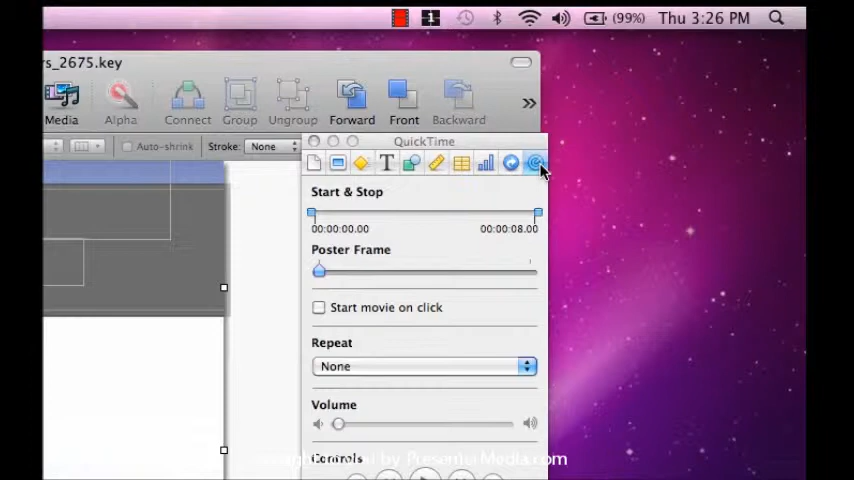 1 (99%) Thu 3:26 PM
s_2675.key
Media Alpha Connect Group Ungroup Forward Front Backward »
Auto-shrink Stroke: None
QuickTime
T
Start & Stop
00:00:00.00 00:00:08.00
Poster Frame
Start movie on click
Repeat
None
Volume
Controls
by PresenterMedia.com